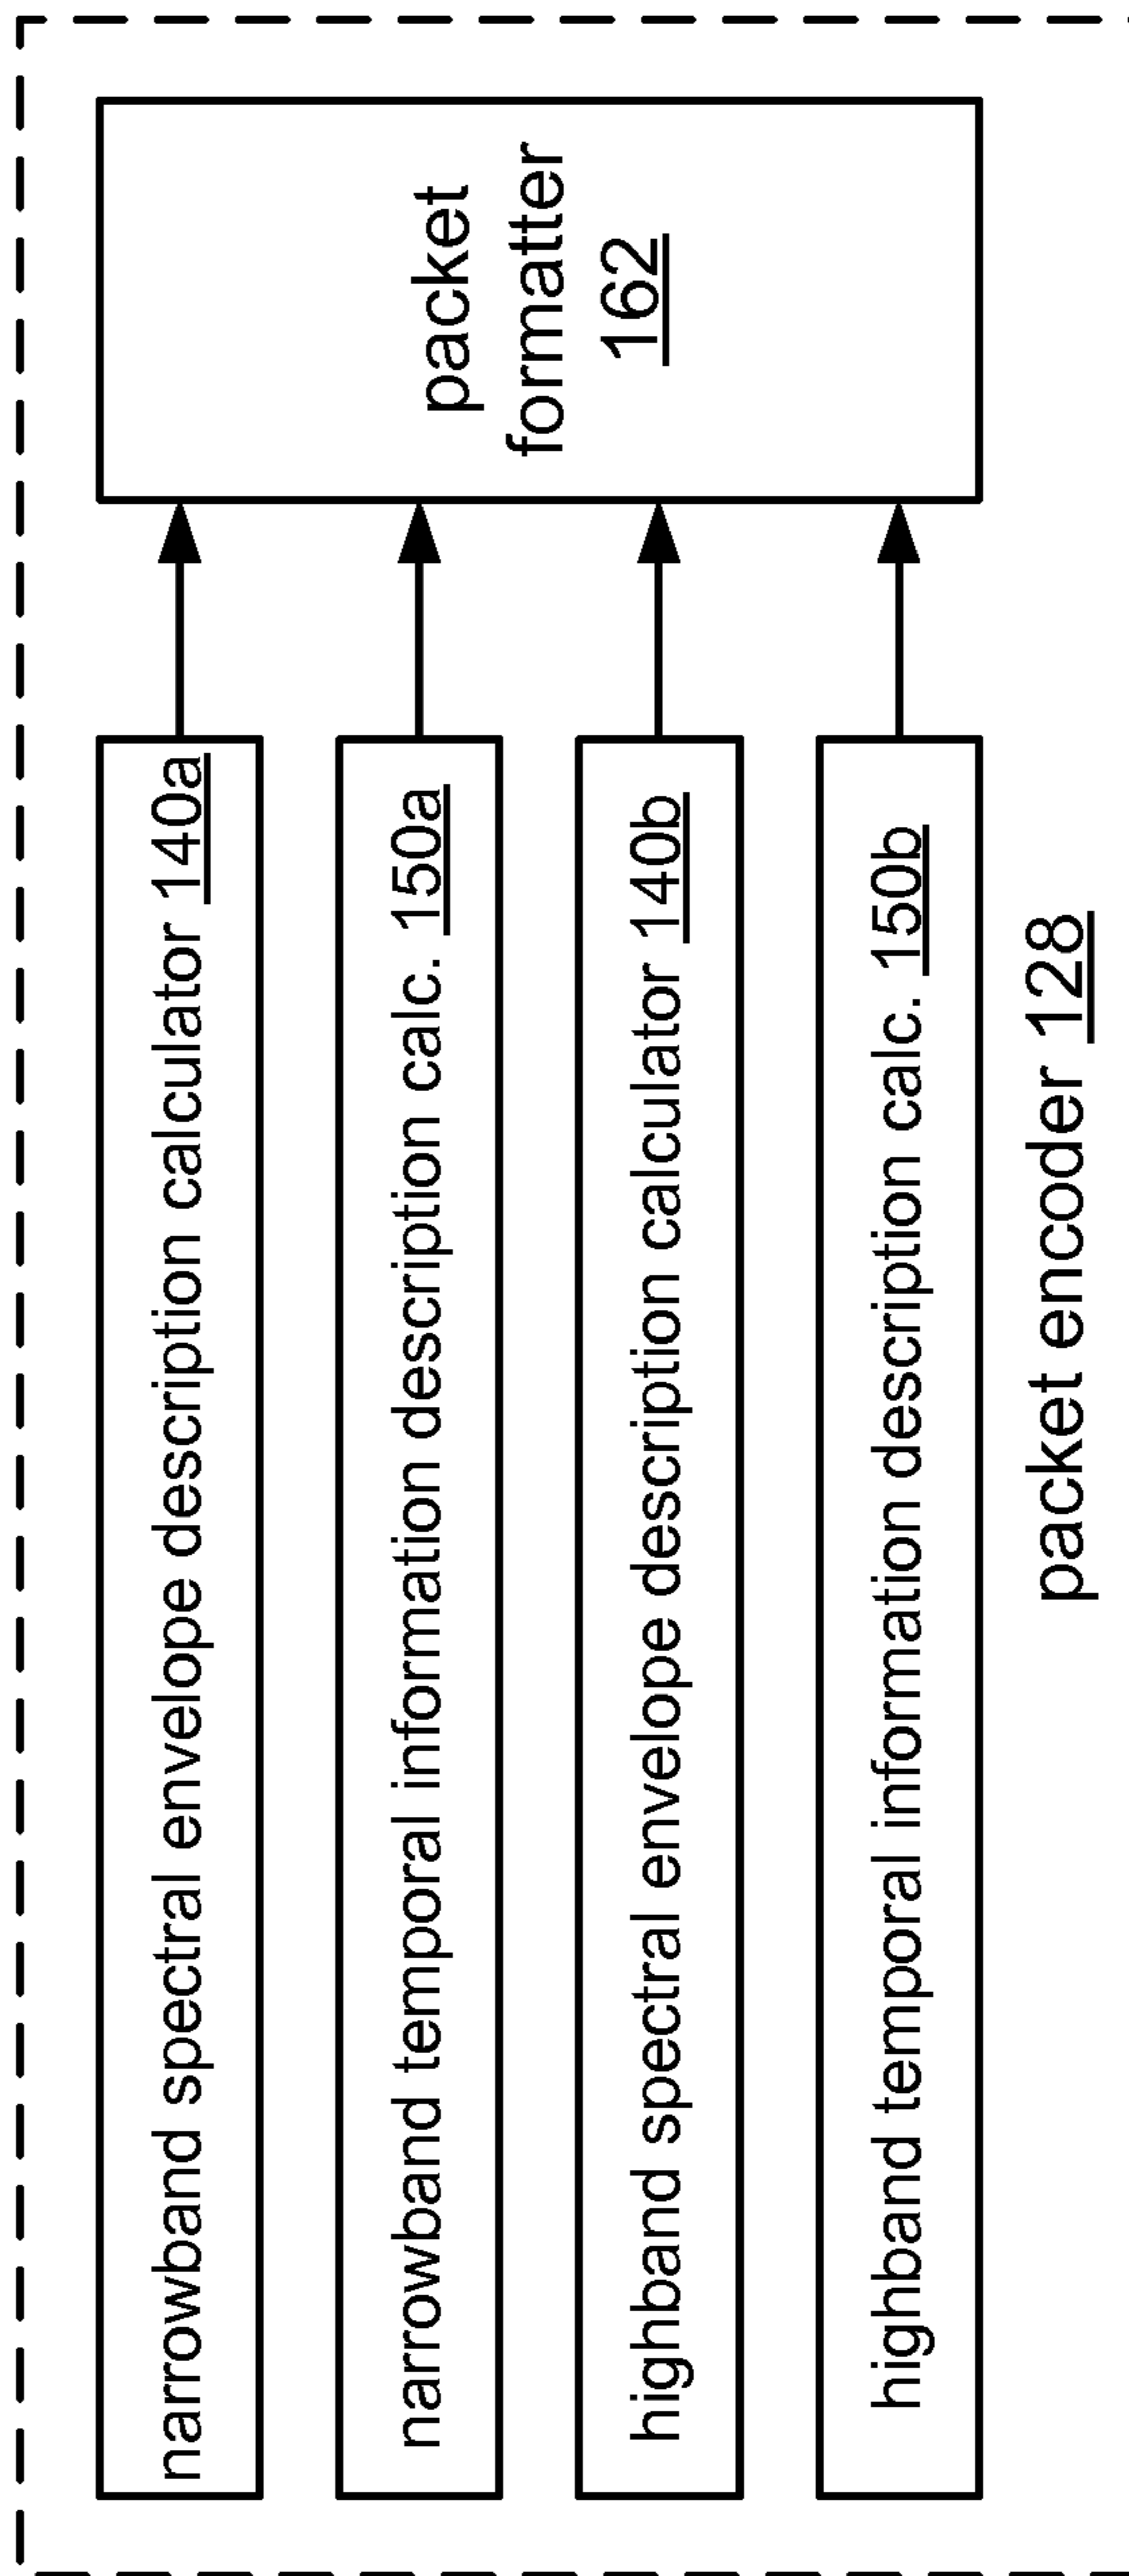 narrowband spectral envelope description calculator 140a
narrowband temporal information description calc. 150a
highband spectral envelope description calculator 140b
highband temporal information description calc. 150b
packet
formatter
162
packet encoder 128